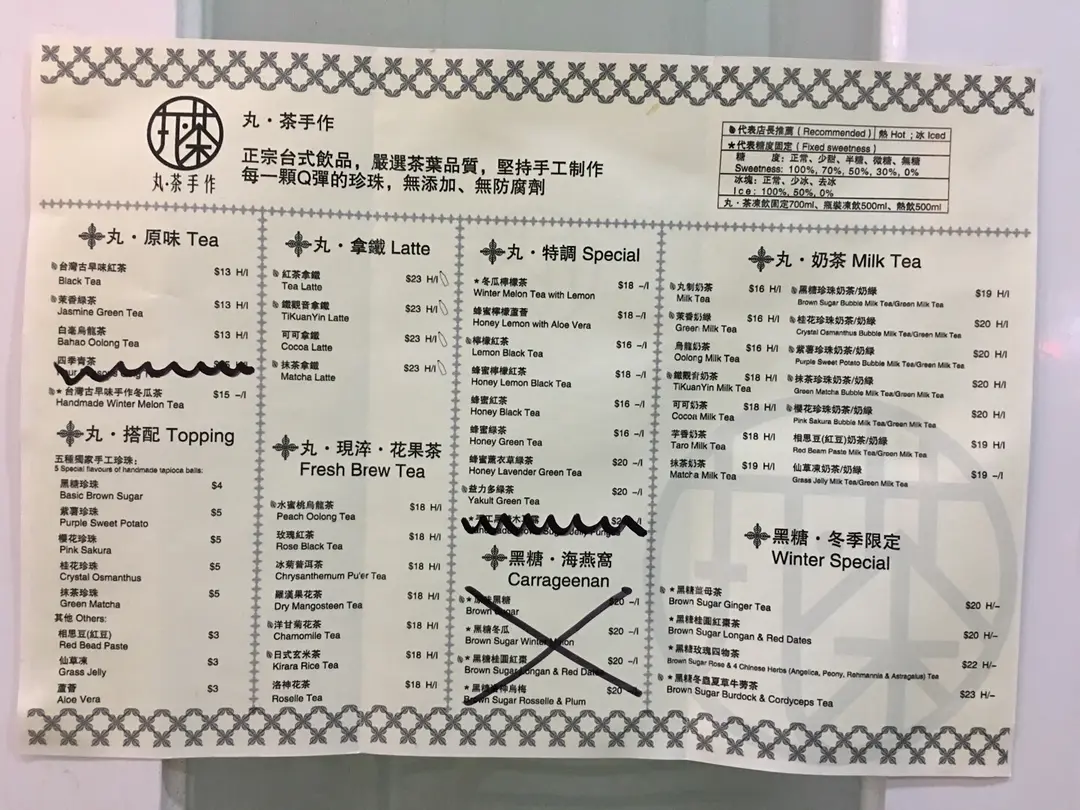 丸・茶手作
丸・茶手作
正宗台式飲品，嚴選茶葉品質，堅持手工制作
每一顆Q彈的珍珠，無添加、無防腐劑
代表店長推薦 ( Recommended ) 熱 Hot ; 冰 Iced
★代表糖度固定 ( Fixed sweetness )
糖 度: 正常、少甜、半糖、微糖、無糖
Sweetness: 100%, 70%, 50%, 30%, 0%
冰塊: 正常、少冰、去冰
Ice: 100%, 50%, 0%
丸・茶凍飲固定700ml、瓶裝凍飲500ml、熱飲500ml
丸・原味 Tea
台灣古早味紅茶 $13 H/I
Black Tea
茉香綠茶 $13 H/I
Jasmine Green Tea
白毫烏龍茶 $13 H/I
Bahao Oolong Tea
四季青茶
★台灣古早味手作冬瓜茶 $15 –/I
Handmade Winter Melon Tea
丸・搭配 Topping
五種獨家手工珍珠：
5 Special flavours of handmade tapioca balls:
黑糖珍珠 $4
Basic Brown Sugar
紫薯珍珠 $5
Purple Sweet Potato
櫻花珍珠 $5
Pink Sakura
桂花珍珠 $5
Crystal Osmanthus
抹茶珍珠 $5
Green Matcha
其他 Others:
相思豆(紅豆) $3
Red Bead Paste
仙草凍 $3
Grass Jelly
蘆薈 $3
Aloe Vera
丸・拿鐵 Latte
紅茶拿鐵 $23 H/I
Tea Latte
鐵觀音拿鐵 $23 H/I
TiKuanYin Latte
可可拿鐵 $23 H/I
Cocoa Latte
抹茶拿鐵 $23 H/I
Matcha Latte
丸・現淬・花果茶
Fresh Brew Tea
水蜜桃烏龍茶 $18 H/I
Peach Oolong Tea
玫瑰紅茶 $18 H/I
Rose Black Tea
冰菊普洱茶 $18 H/I
Chrysanthemum Pu'er Tea
羅漢果花茶 $18 H/I
Dry Mangosteen Tea
洋甘菊花茶 $18 H/I
Chamomile Tea
日式玄米茶 $18 H/I
Kirara Rice Tea
洛神花茶 $18 H/I
Roselle Tea
丸・特調 Special
★冬瓜檸檬茶 $18 –/I
Winter Melon Tea with Lemon
蜂蜜檸檬蘆薈 $18 –/I
Honey Lemon with Aloe Vera
檸檬紅茶 $16 –/I
Lemon Black Tea
蜂蜜檸檬紅茶 $18 –/I
Honey Lemon Black Tea
蜂蜜紅茶 $16 –/I
Honey Black Tea
蜂蜜綠茶 $16 –/I
Honey Green Tea
蜂蜜薰衣草綠茶 $20 –/I
Honey Lavender Green Tea
益力多綠茶 $20 –/I
Yakult Green Tea
黑糖・海燕窩
Carrageenan
★原味黑糖 $20 –/I
Brown Sugar
★黑糖冬瓜 $20 –/I
Brown Sugar Winter Melon
★黑糖桂圓紅棗 $20 –/I
Brown Sugar Longan & Red Dates
★黑糖洛神烏梅 $20
Brown Sugar Rosselle & Plum
丸・奶茶 Milk Tea
丸制奶茶 $16 H/I
Milk Tea
茉香奶綠 $16 H/I
Green Milk Tea
烏龍奶茶 $16 H/I
Oolong Milk Tea
鐵觀音奶茶 $18 H/I
TiKuanYin Milk Tea
可可奶茶 $18 H/I
Cocoa Milk Tea
芋香奶茶 $18 H/I
Taro Milk Tea
抹茶奶茶 $19 H/I
Matcha Milk Tea
黑糖珍珠奶茶/奶綠 $19 H/I
Brown Sugar Bubble Milk Tea/Green Milk Tea
桂花珍珠奶茶/奶綠 $20 H/I
Crystal Osmanthus Bubble Milk Tea/Green Milk Tea
紫薯珍珠奶茶/奶綠 $20 H/I
Purple Sweet Potato Bubble Milk Tea/Green Milk Tea
抹茶珍珠奶茶/奶綠 $20 H/I
Green Matcha Bubble Milk Tea/Green Milk Tea
櫻花珍珠奶茶/奶綠 $20 H/I
Pink Sakura Bubble Milk Tea/Green Milk Tea
相思豆(紅豆)奶茶/奶綠 $19 H/I
Red Beam Paste Milk Tea/Green Milk Tea
仙草凍奶茶/奶綠 $19 –/I
Grass Jelly Milk Tea/Green Milk Tea
黑糖・冬季限定
Winter Special
★黑糖薑母茶 $20 H/–
Brown Sugar Ginger Tea
★黑糖桂圓紅棗茶 $20 H/–
Brown Sugar Longan & Red Dates
★黑糖玫瑰四物茶 $22 H/–
Brown Sugar Rose & 4 Chinese Herbs (Angelica, Peony, Rehmannia & Astragalus) Tea
★黑糖冬蟲夏草牛蒡茶 $23 H/–
Brown Sugar Burdock & Cordyceps Tea